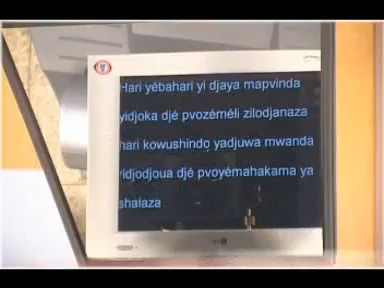 Hari yébahari yi djaya mapvinda
yidjoka djé pvozéméli zilodjanaza
hari kowushindo yadjuwa mwanda
yidjodjoua djé pvoyémahakama ya
shalaza